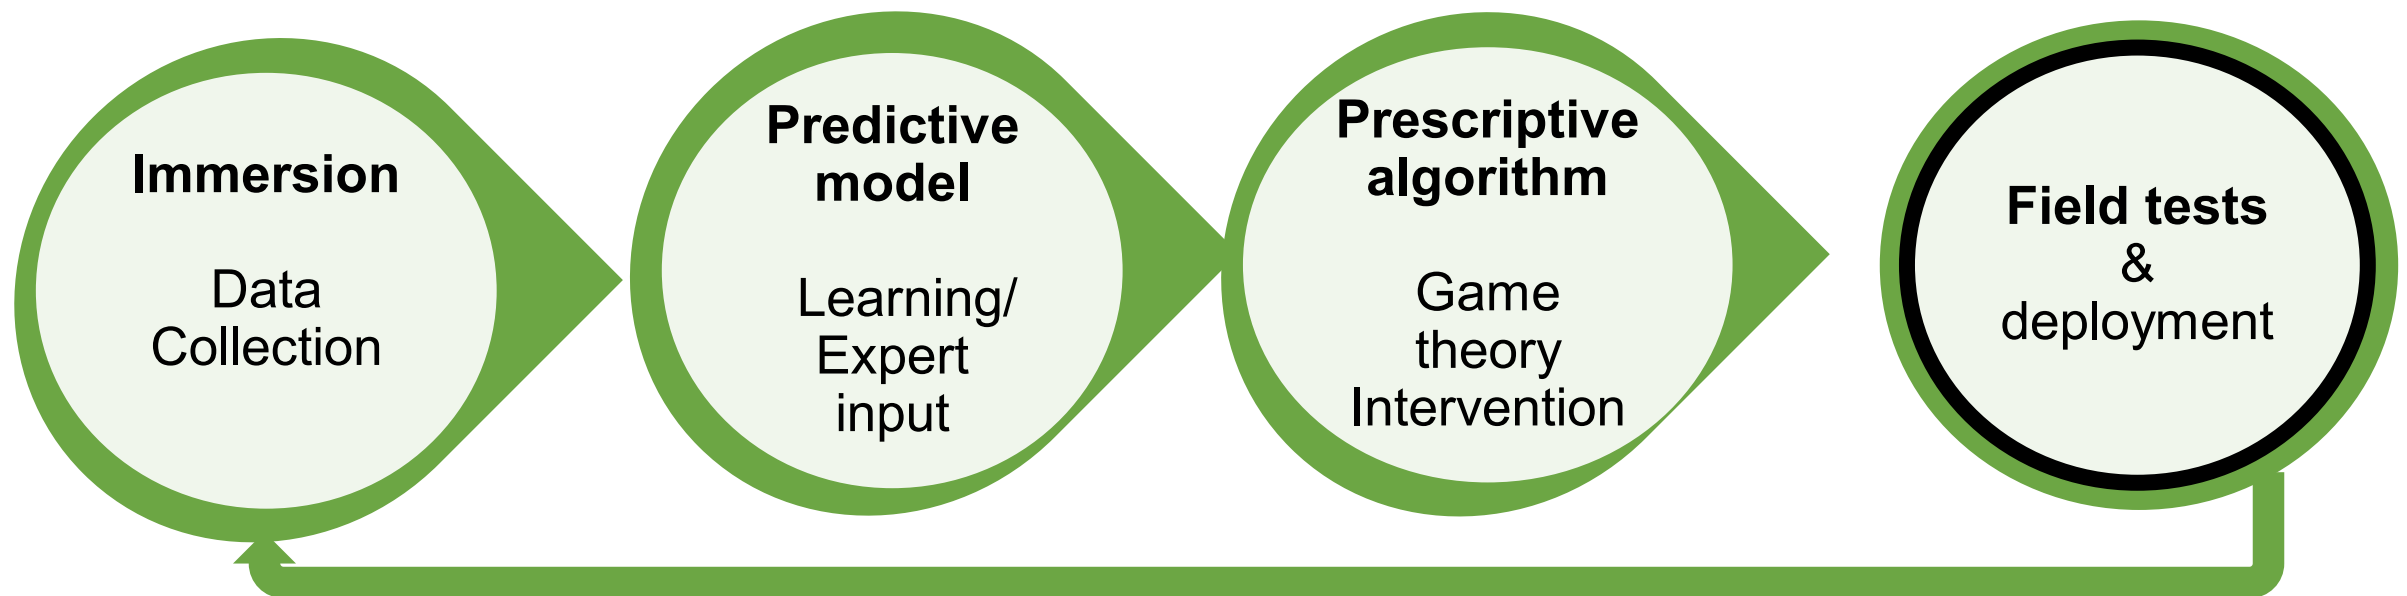 Immersion
Data
Collection
Predictive
model
Learning/
Expert
input
Prescriptive
algorithm
Game
theory
Intervention
Field tests
&
deployment